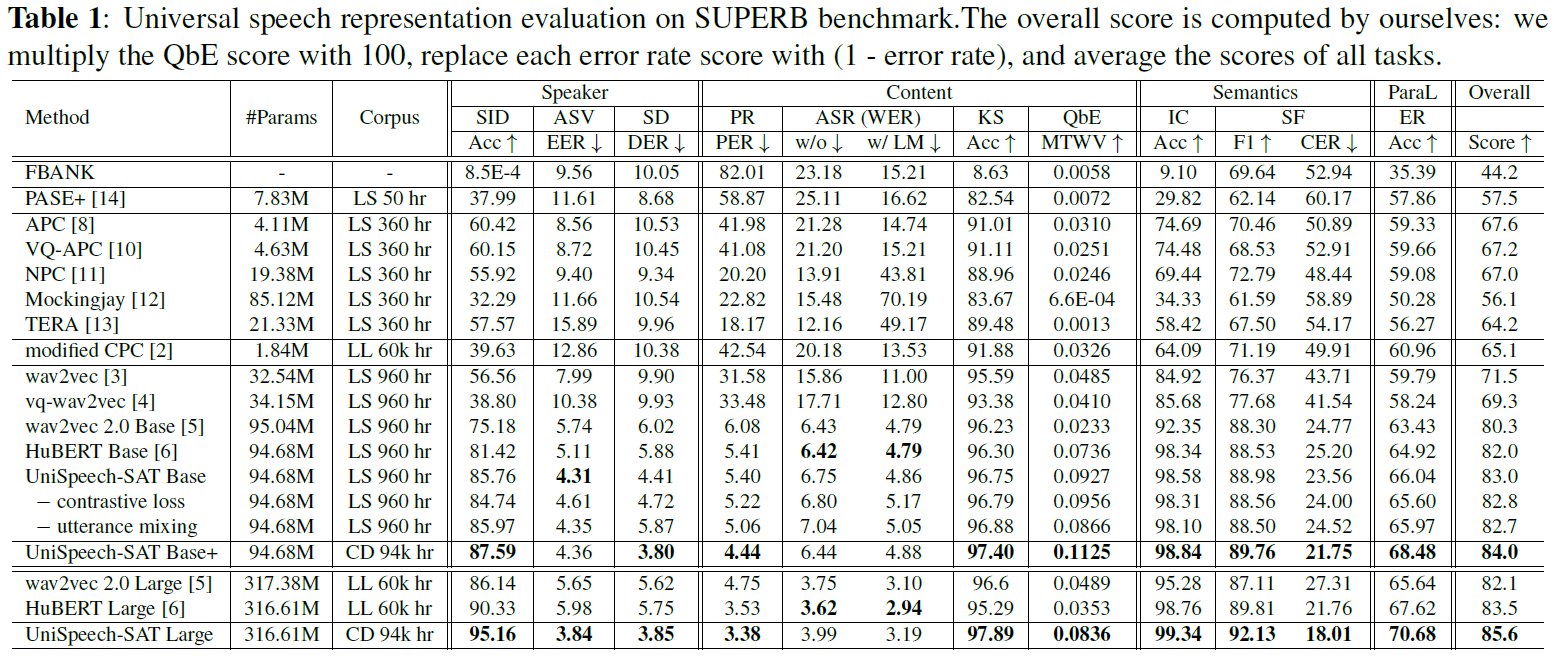 Table 1: Universal speech representation evaluation on SUPERB benchmark.The overall score is computed by ourselves: we
multiply the QbE score with 100, replace each error rate score with (1 - error rate), and average the scores of all tasks.
Method #Params Corpus Speaker Content Semantics ParaL Overall
SID ASV SD PR ASR (WER) KS QbE IC SF ER
Acc ↑ EER ↓ DER ↓ PER ↓ w/o ↓ w/ LM ↓ Acc ↑ MTWV ↑ Acc ↑ F1 ↑ CER ↓ Acc ↑ Score ↑
FBANK - - 8.5E-4 9.56 10.05 82.01 23.18 15.21 8.63 0.0058 9.10 69.64 52.94 35.39 44.2
PASE+ [14] 7.83M LS 50 hr 37.99 11.61 8.68 58.87 25.11 16.62 82.54 0.0072 29.82 62.14 60.17 57.86 57.5
APC [8] 4.11M LS 360 hr 60.42 8.56 10.53 41.98 21.28 14.74 91.01 0.0310 74.69 70.46 50.89 59.33 67.6
VQ-APC [10] 4.63M LS 360 hr 60.15 8.72 10.45 41.08 21.20 15.21 91.11 0.0251 74.48 68.53 52.91 59.66 67.2
NPC [11] 19.38M LS 360 hr 55.92 9.40 9.34 20.20 13.91 43.81 88.96 0.0246 69.44 72.79 48.44 59.08 67.0
Mockingjay [12] 85.12M LS 360 hr 32.29 11.66 10.54 22.82 15.48 70.19 83.67 6.6E-04 34.33 61.59 58.89 50.28 56.1
TERA [13] 21.33M LS 360 hr 57.57 15.89 9.96 18.17 12.16 49.17 89.48 0.0013 58.42 67.50 54.17 56.27 64.2
modified CPC [2] 1.84M LL 60k hr 39.63 12.86 10.38 42.54 20.18 13.53 91.88 0.0326 64.09 71.19 49.91 60.96 65.1
wav2vec [3] 32.54M LS 960 hr 56.56 7.99 9.90 31.58 15.86 11.00 95.59 0.0485 84.92 76.37 43.71 59.79 71.5
vq-wav2vec [4] 34.15M LS 960 hr 38.80 10.38 9.93 33.48 17.71 12.80 93.38 0.0410 85.68 77.68 41.54 58.24 69.3
wav2vec 2.0 Base [5] 95.04M LS 960 hr 75.18 5.74 6.02 6.08 6.43 4.79 96.23 0.0233 92.35 88.30 24.77 63.43 80.3
HuBERT Base [6] 94.68M LS 960 hr 81.42 5.11 5.88 5.41 6.42 4.79 96.30 0.0736 98.34 88.53 25.20 64.92 82.0
UniSpeech-SAT Base 94.68M LS 960 hr 85.76 4.31 4.41 5.40 6.75 4.86 96.75 0.0927 98.58 88.98 23.56 66.04 83.0
− contrastive loss 94.68M LS 960 hr 84.74 4.61 4.72 5.22 6.80 5.17 96.79 0.0956 98.31 88.56 24.00 65.60 82.8
− utterance mixing 94.68M LS 960 hr 85.97 4.35 5.87 5.06 7.04 5.05 96.88 0.0866 98.10 88.50 24.52 65.97 82.7
UniSpeech-SAT Base+ 94.68M CD 94k hr 87.59 4.36 3.80 4.44 6.44 4.88 97.40 0.1125 98.84 89.76 21.75 68.48 84.0
wav2vec 2.0 Large [5] 317.38M LL 60k hr 86.14 5.65 5.62 4.75 3.75 3.10 96.6 0.0489 95.28 87.11 27.31 65.64 82.1
HuBERT Large [6] 316.61M LL 60k hr 90.33 5.98 5.75 3.53 3.62 2.94 95.29 0.0353 98.76 89.81 21.76 67.62 83.5
UniSpeech-SAT Large 316.61M CD 94k hr 95.16 3.84 3.85 3.38 3.99 3.19 97.89 0.0836 99.34 92.13 18.01 70.68 85.6